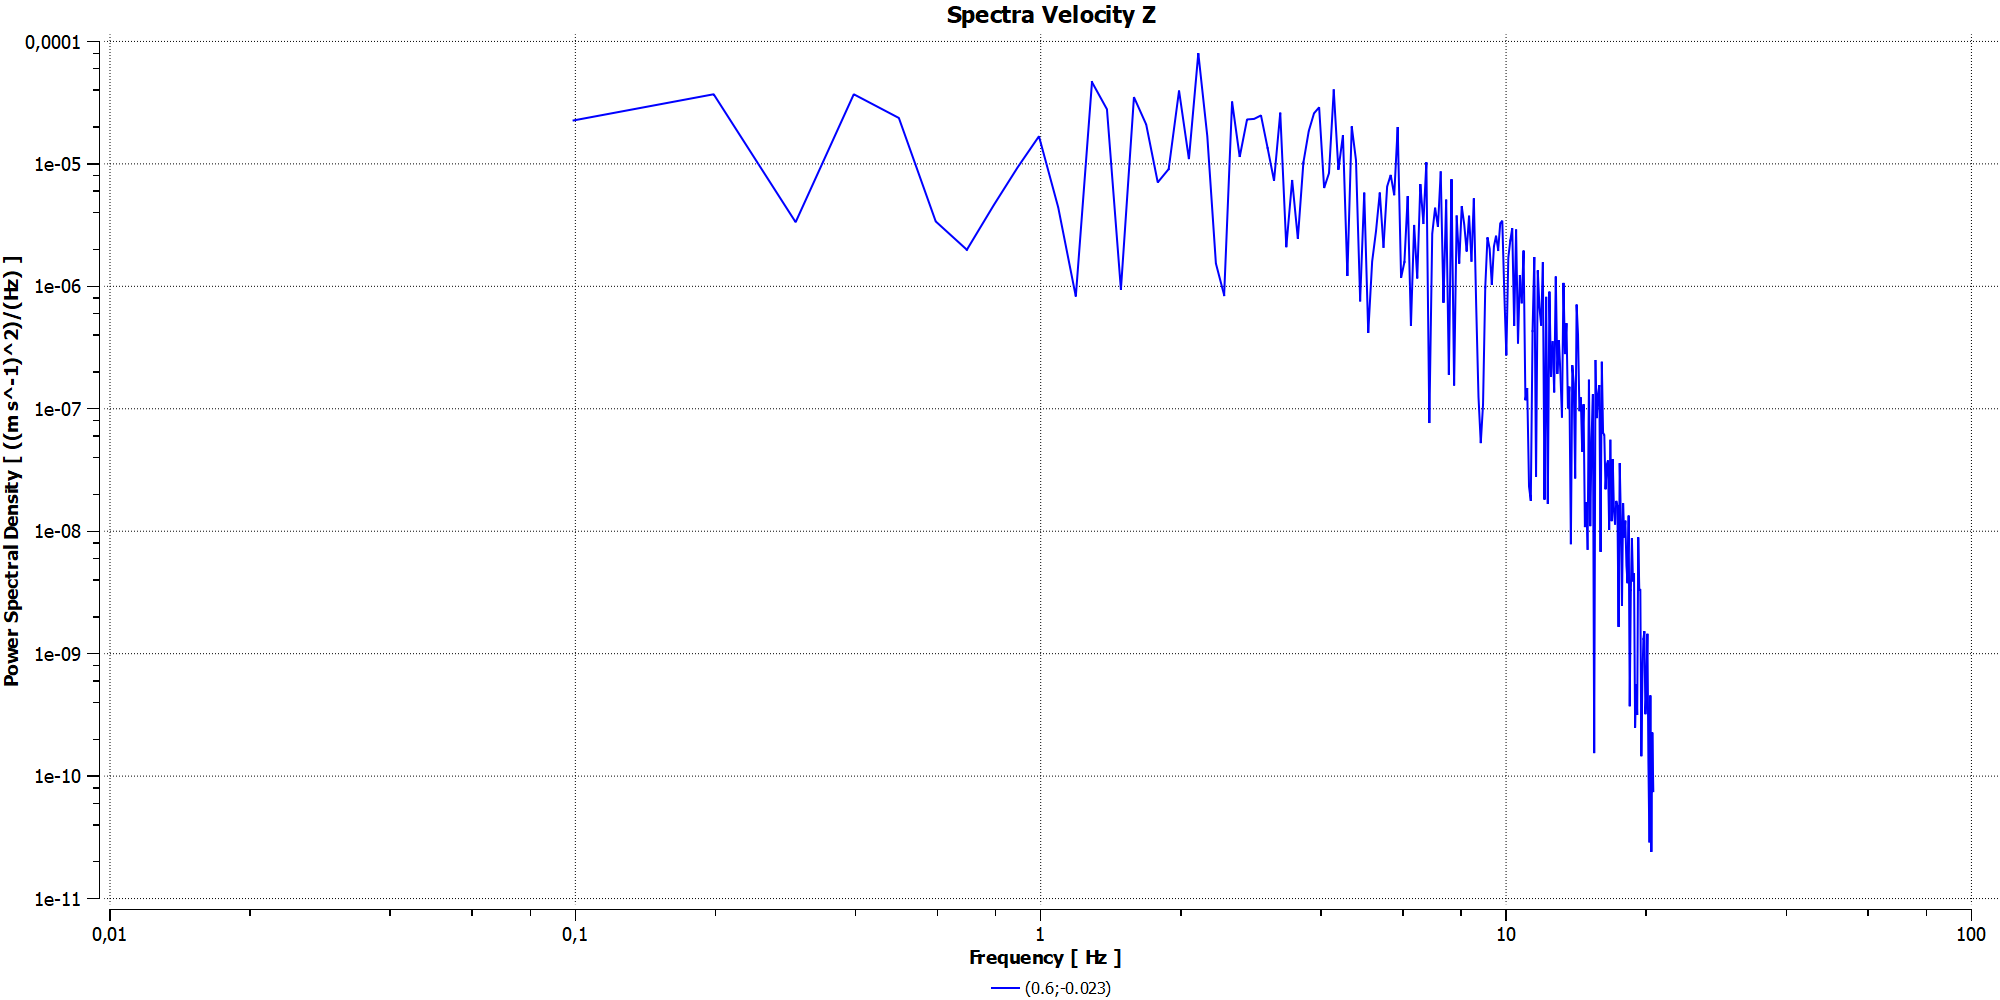 Spectra Velocity Z
0,0001
1e-05
1e-06
1e-07
1e-08
1e-09
1e-10
1e-11
Power Spectral Density [ ((m s^-1)^2)/(Hz) ]
0,01
0,1
1
10
100
Frequency [ Hz ]
(0.6;-0.023)